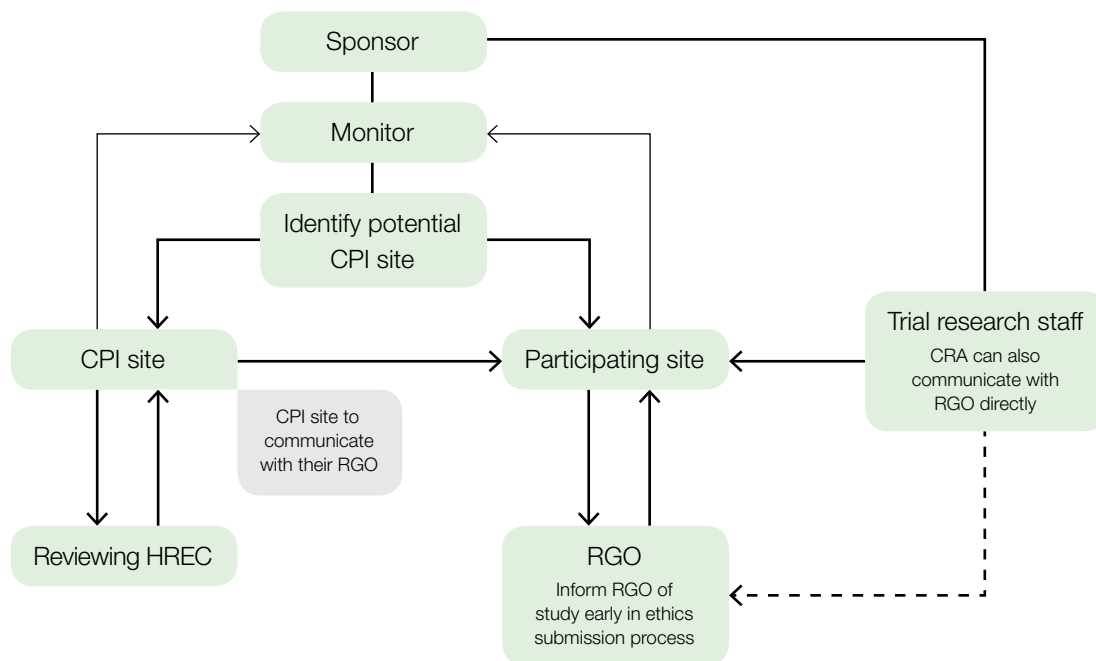 Sponsor
Monitor
Identify potential
CPI site
Trial research staff
CRA can also
communicate with
RGO directly
CPI site
Participating site
CPI site to
communicate
with their RGO
Reviewing HREC
RGO
Inform RGO of
study early in ethics
submission process